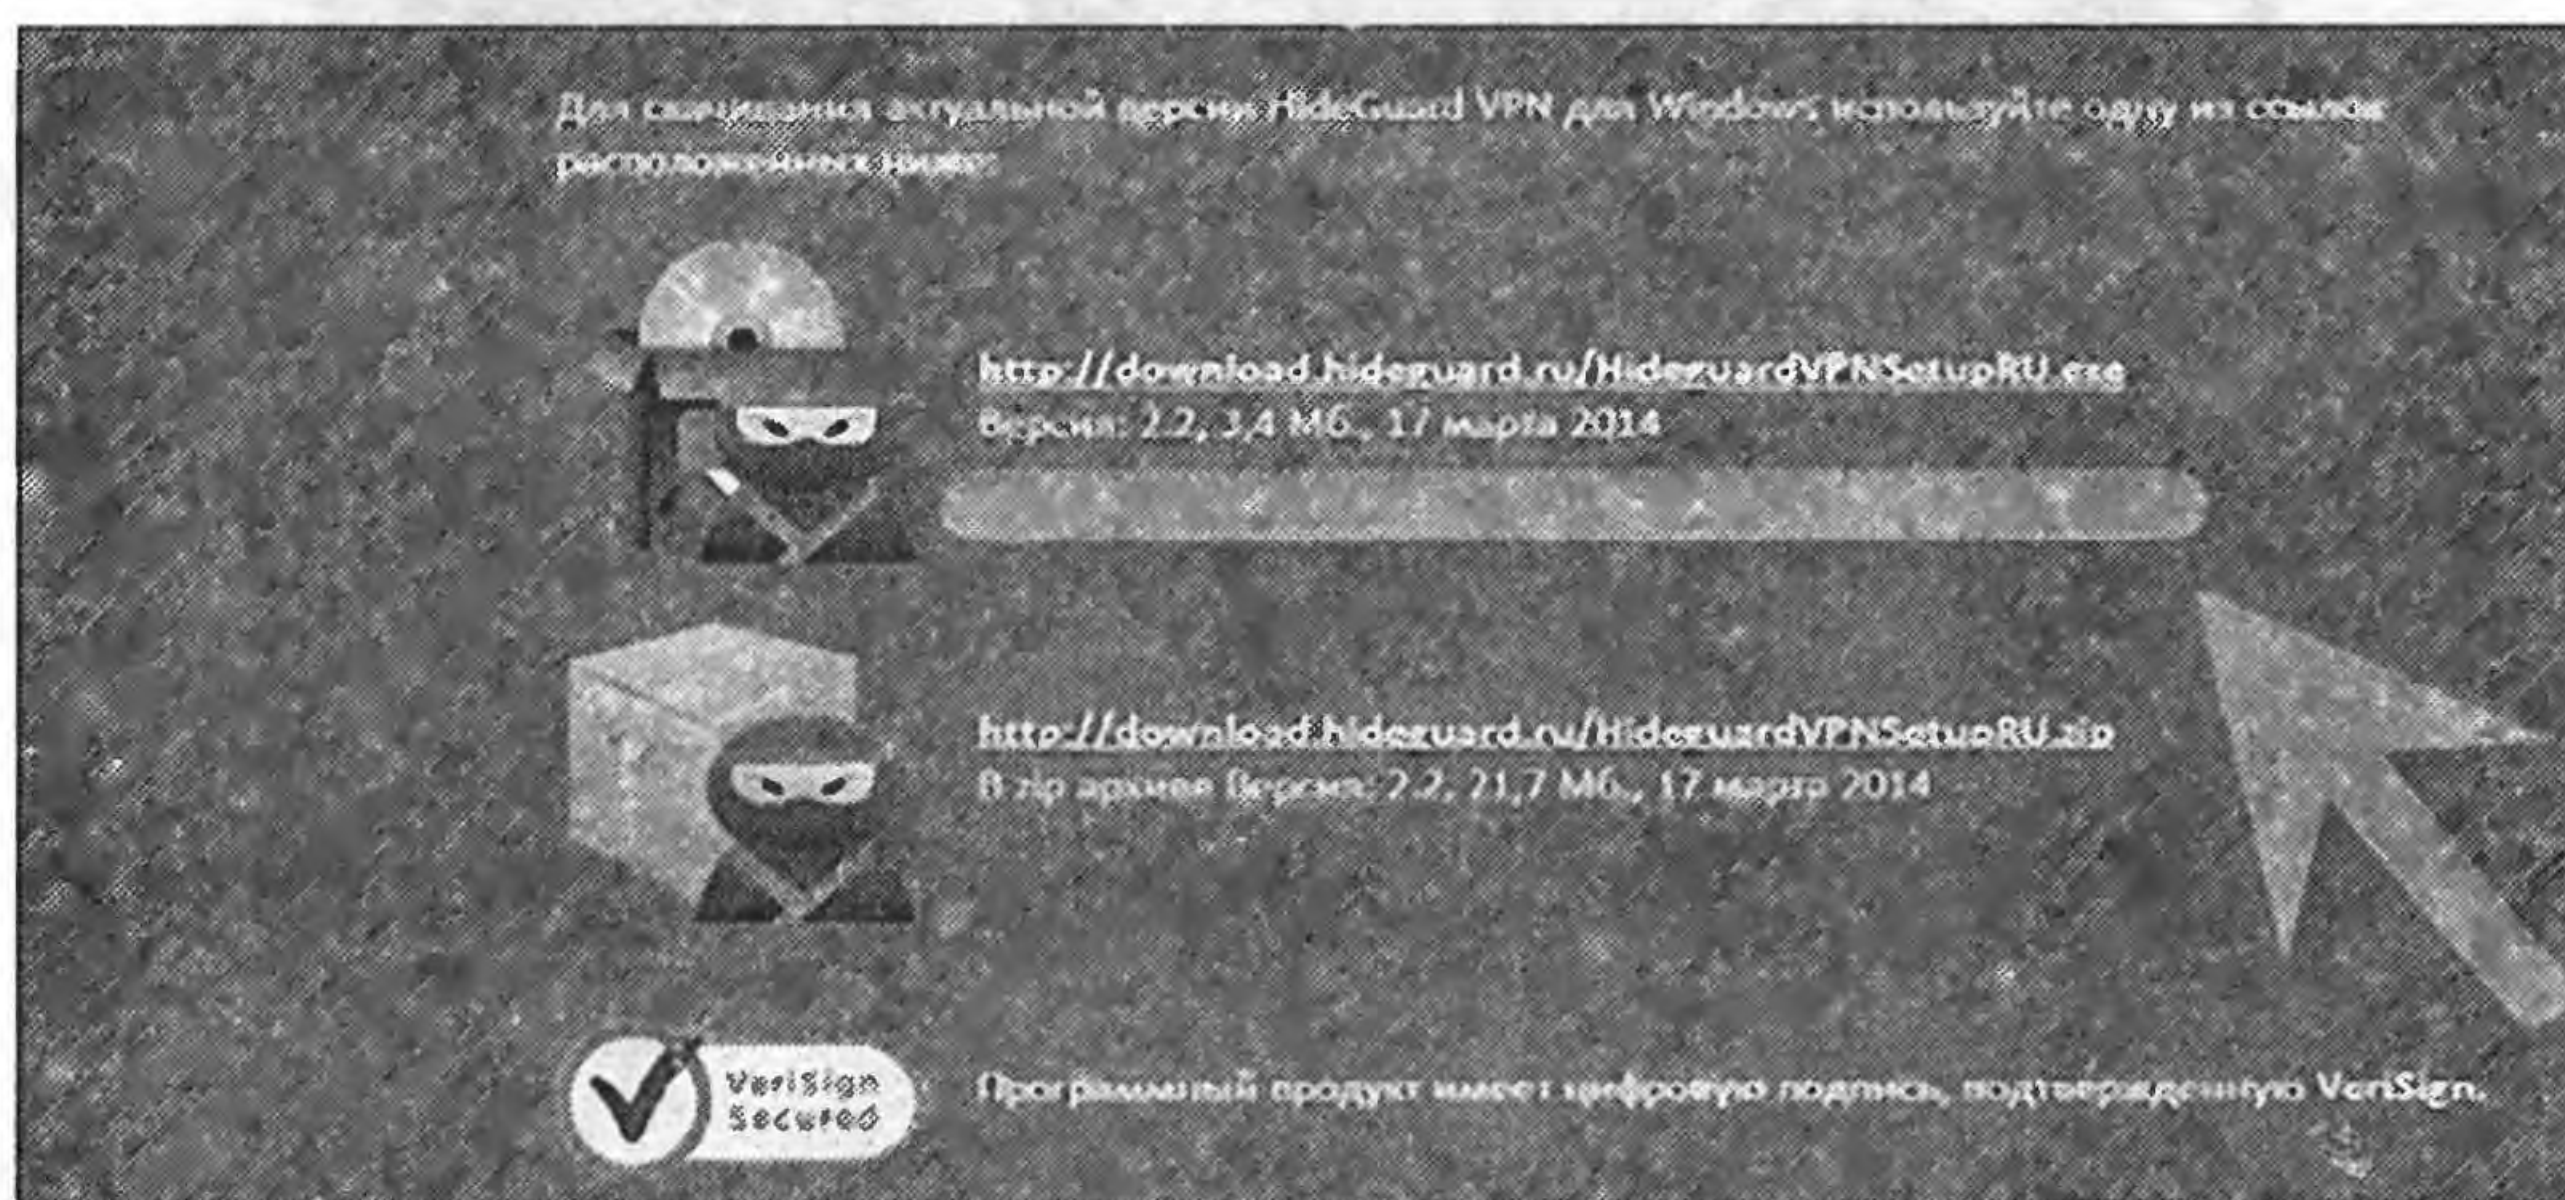 Для скачивания актуальной версии HideGuard VPN для Windows используйте одну из ссылок
расположенных ниже:
http://download.hideguard.ru/HideguardVPNSetupRU.exe
Версия: 2.2, 3,4 Мб., 17 марта 2014
http://download.hideguard.ru/HideguardVPNSetupRU.zip
В zip архиве Версия: 2.2, 21,7 Мб., 17 марта 2014
VeriSign
Secured
Программный продукт имеет цифровую подпись, подтвержденную VeriSign.